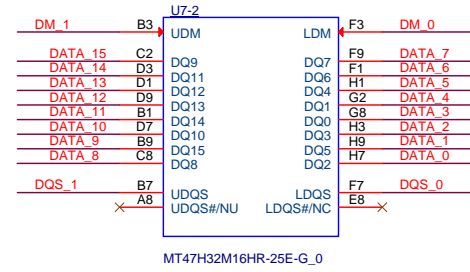 U7-2
DM_1 B3 UDM LDM F3 DM_0
DATA_15 C2 DQ9 DQ7 F9 DATA_7
DATA_14 D3 DQ11 DQ6 F1 DATA_6
DATA_13 D1 DQ12 DQ4 H1 DATA_5
DATA_12 D9 DQ13 DQ1 G2 DATA_4
DATA_11 B1 DQ14 DQ0 G8 DATA_3
DATA_10 D7 DQ10 DQ3 H3 DATA_2
DATA_9 B9 DQ15 DQ5 H9 DATA_1
DATA_8 C8 DQ8 DQ2 H7 DATA_0
DQS_1 B7 UDQS LDQS F7 DQS_0
A8 UDQS#/NU LDQS#/NC E8
MT47H32M16HR-25E-G_0